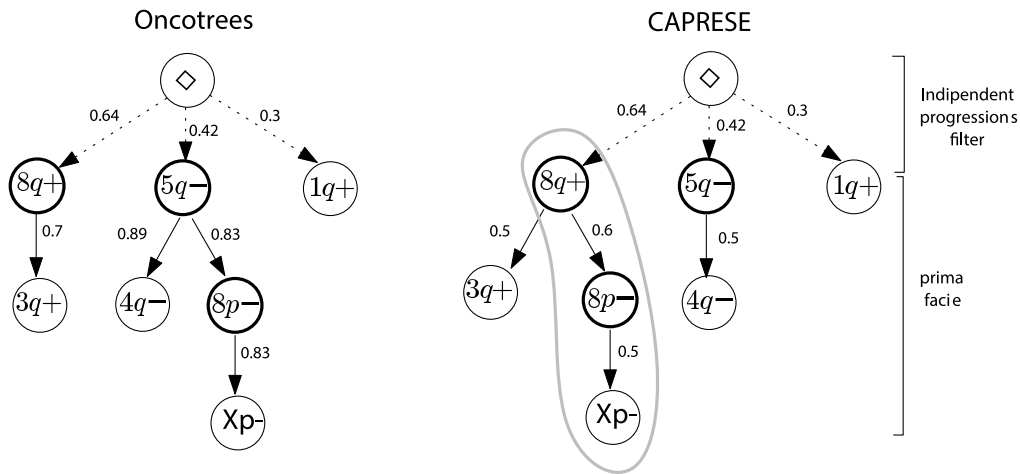 Oncotrees
CAPRESE
0.64
0.42
0.3
8q+
5q−
1q+
0.7
0.89
0.83
3q+
4q−
8p−
0.83
Xp-
0.64
0.42
0.3
8q+
5q−
1q+
0.5
0.6
0.5
3q+
8p−
4q−
0.5
Xp-
Indipendent
progressions
filter
prima
facie